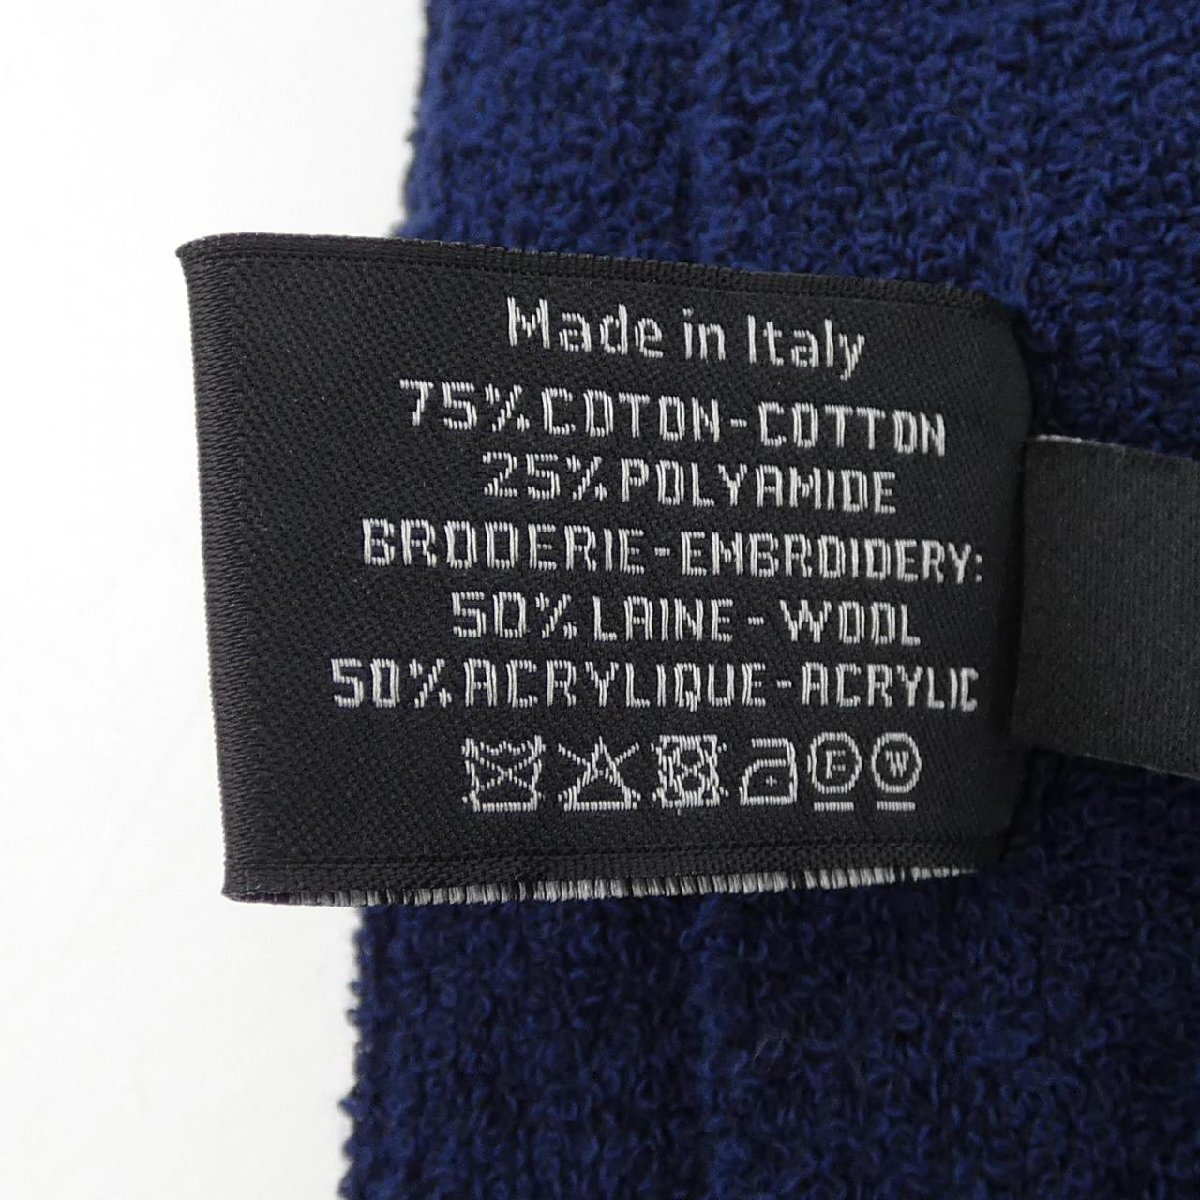 Made in Italy
75% COTON-COTTON
25% POLYAMIDE
BRODERIE-EMBROIDERY:
50% LAINE-WOOL
50% ACRYLIQUE-ACRYLIC
F W